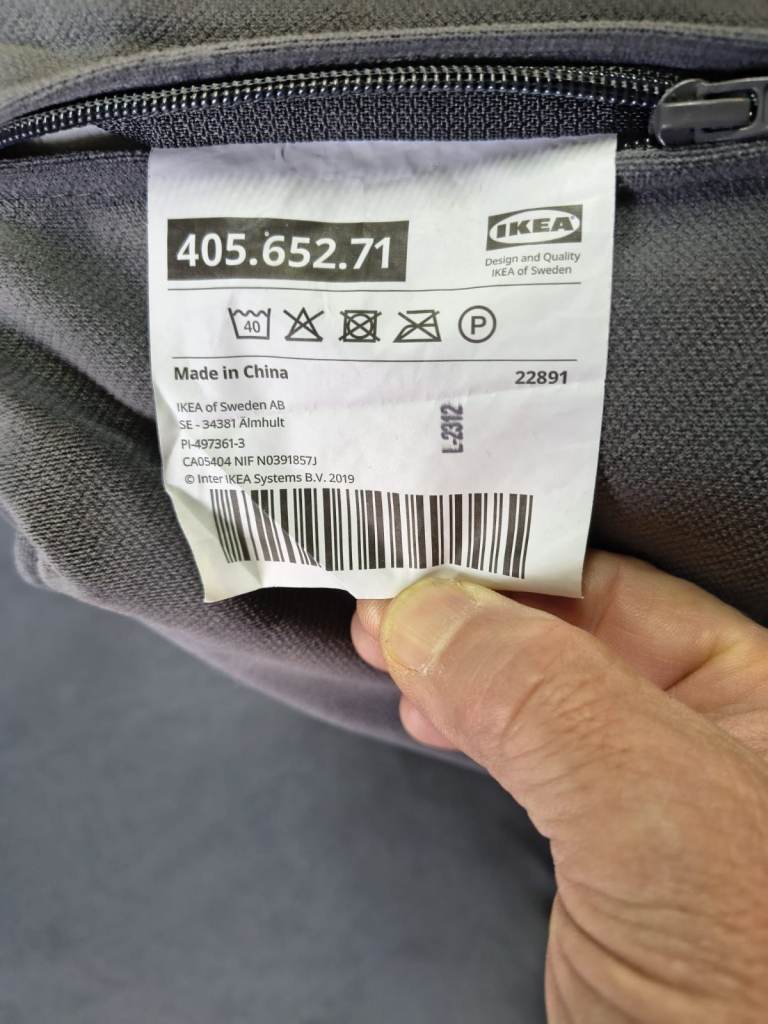 405.652.71
IKEA
Design and Quality
IKEA of Sweden
40
P
Made in China
22891
IKEA of Sweden AB
SE - 34381 Älmhult
PI-497361-3
CA05404 NIF N0391857J
© Inter IKEA Systems B.V. 2019
L-2312